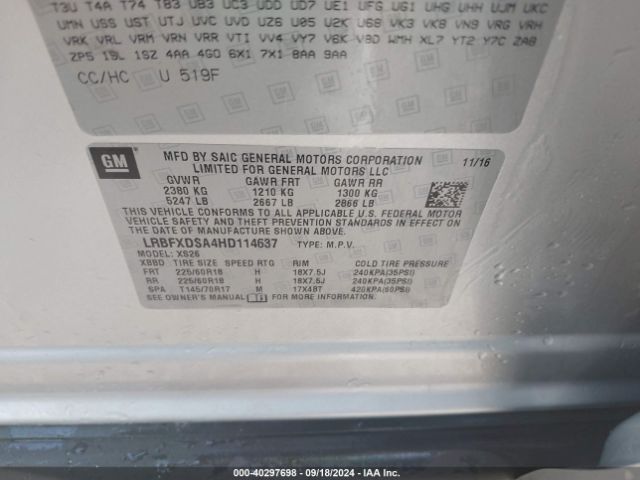 T3U T4A T74 T83 U83 UC3 UDD UD7 UE1 UFG UG1 UHG UHH UJM UKC
UMN USS UST UTJ UVC UVD UZ6 U05 U2K U68 VK3 VK8 VN9 VRG VRH
VRK VRL VRM VRN VRR VTI VV4 VY7 V6K V8D WMH XL7 YT2 Y7C ZAB
ZP5 19L 1SZ 4AA 4G0 6X1 7X1 8AA 9AA
CC/HC U 519F
GM
MFD BY SAIC GENERAL MOTORS CORPORATION 11/16
LIMITED FOR GENERAL MOTORS LLC
GVWR GAWR FRT GAWR RR
2380 KG 1210 KG 1300 KG
5247 LB 2667 LB 2866 LB
THIS VEHICLE CONFORMS TO ALL APPLICABLE U.S. FEDERAL MOTOR
VEHICLE SAFETY AND THEFT PREVENTION STANDARDS IN EFFECT ON
THE DATE OF MANUFACTURE SHOWN ABOVE.
LRBFXDSA4HD114637 TYPE: M.P.V.
MODEL: XS26
XBBD TIRE SIZE SPEED RTG RIM COLD TIRE PRESSURE
FRT 225/60R18 H 18X7.5J 240KPA(35PSI)
RR 225/60R18 H 18X7.5J 240KPA(35PSI)
SPA T145/70R17 M 17X4BT 420KPA(60PSI)
SEE OWNER'S MANUAL FOR MORE INFORMATION.
000-40297698 - 09/18/2024 - IAA Inc.